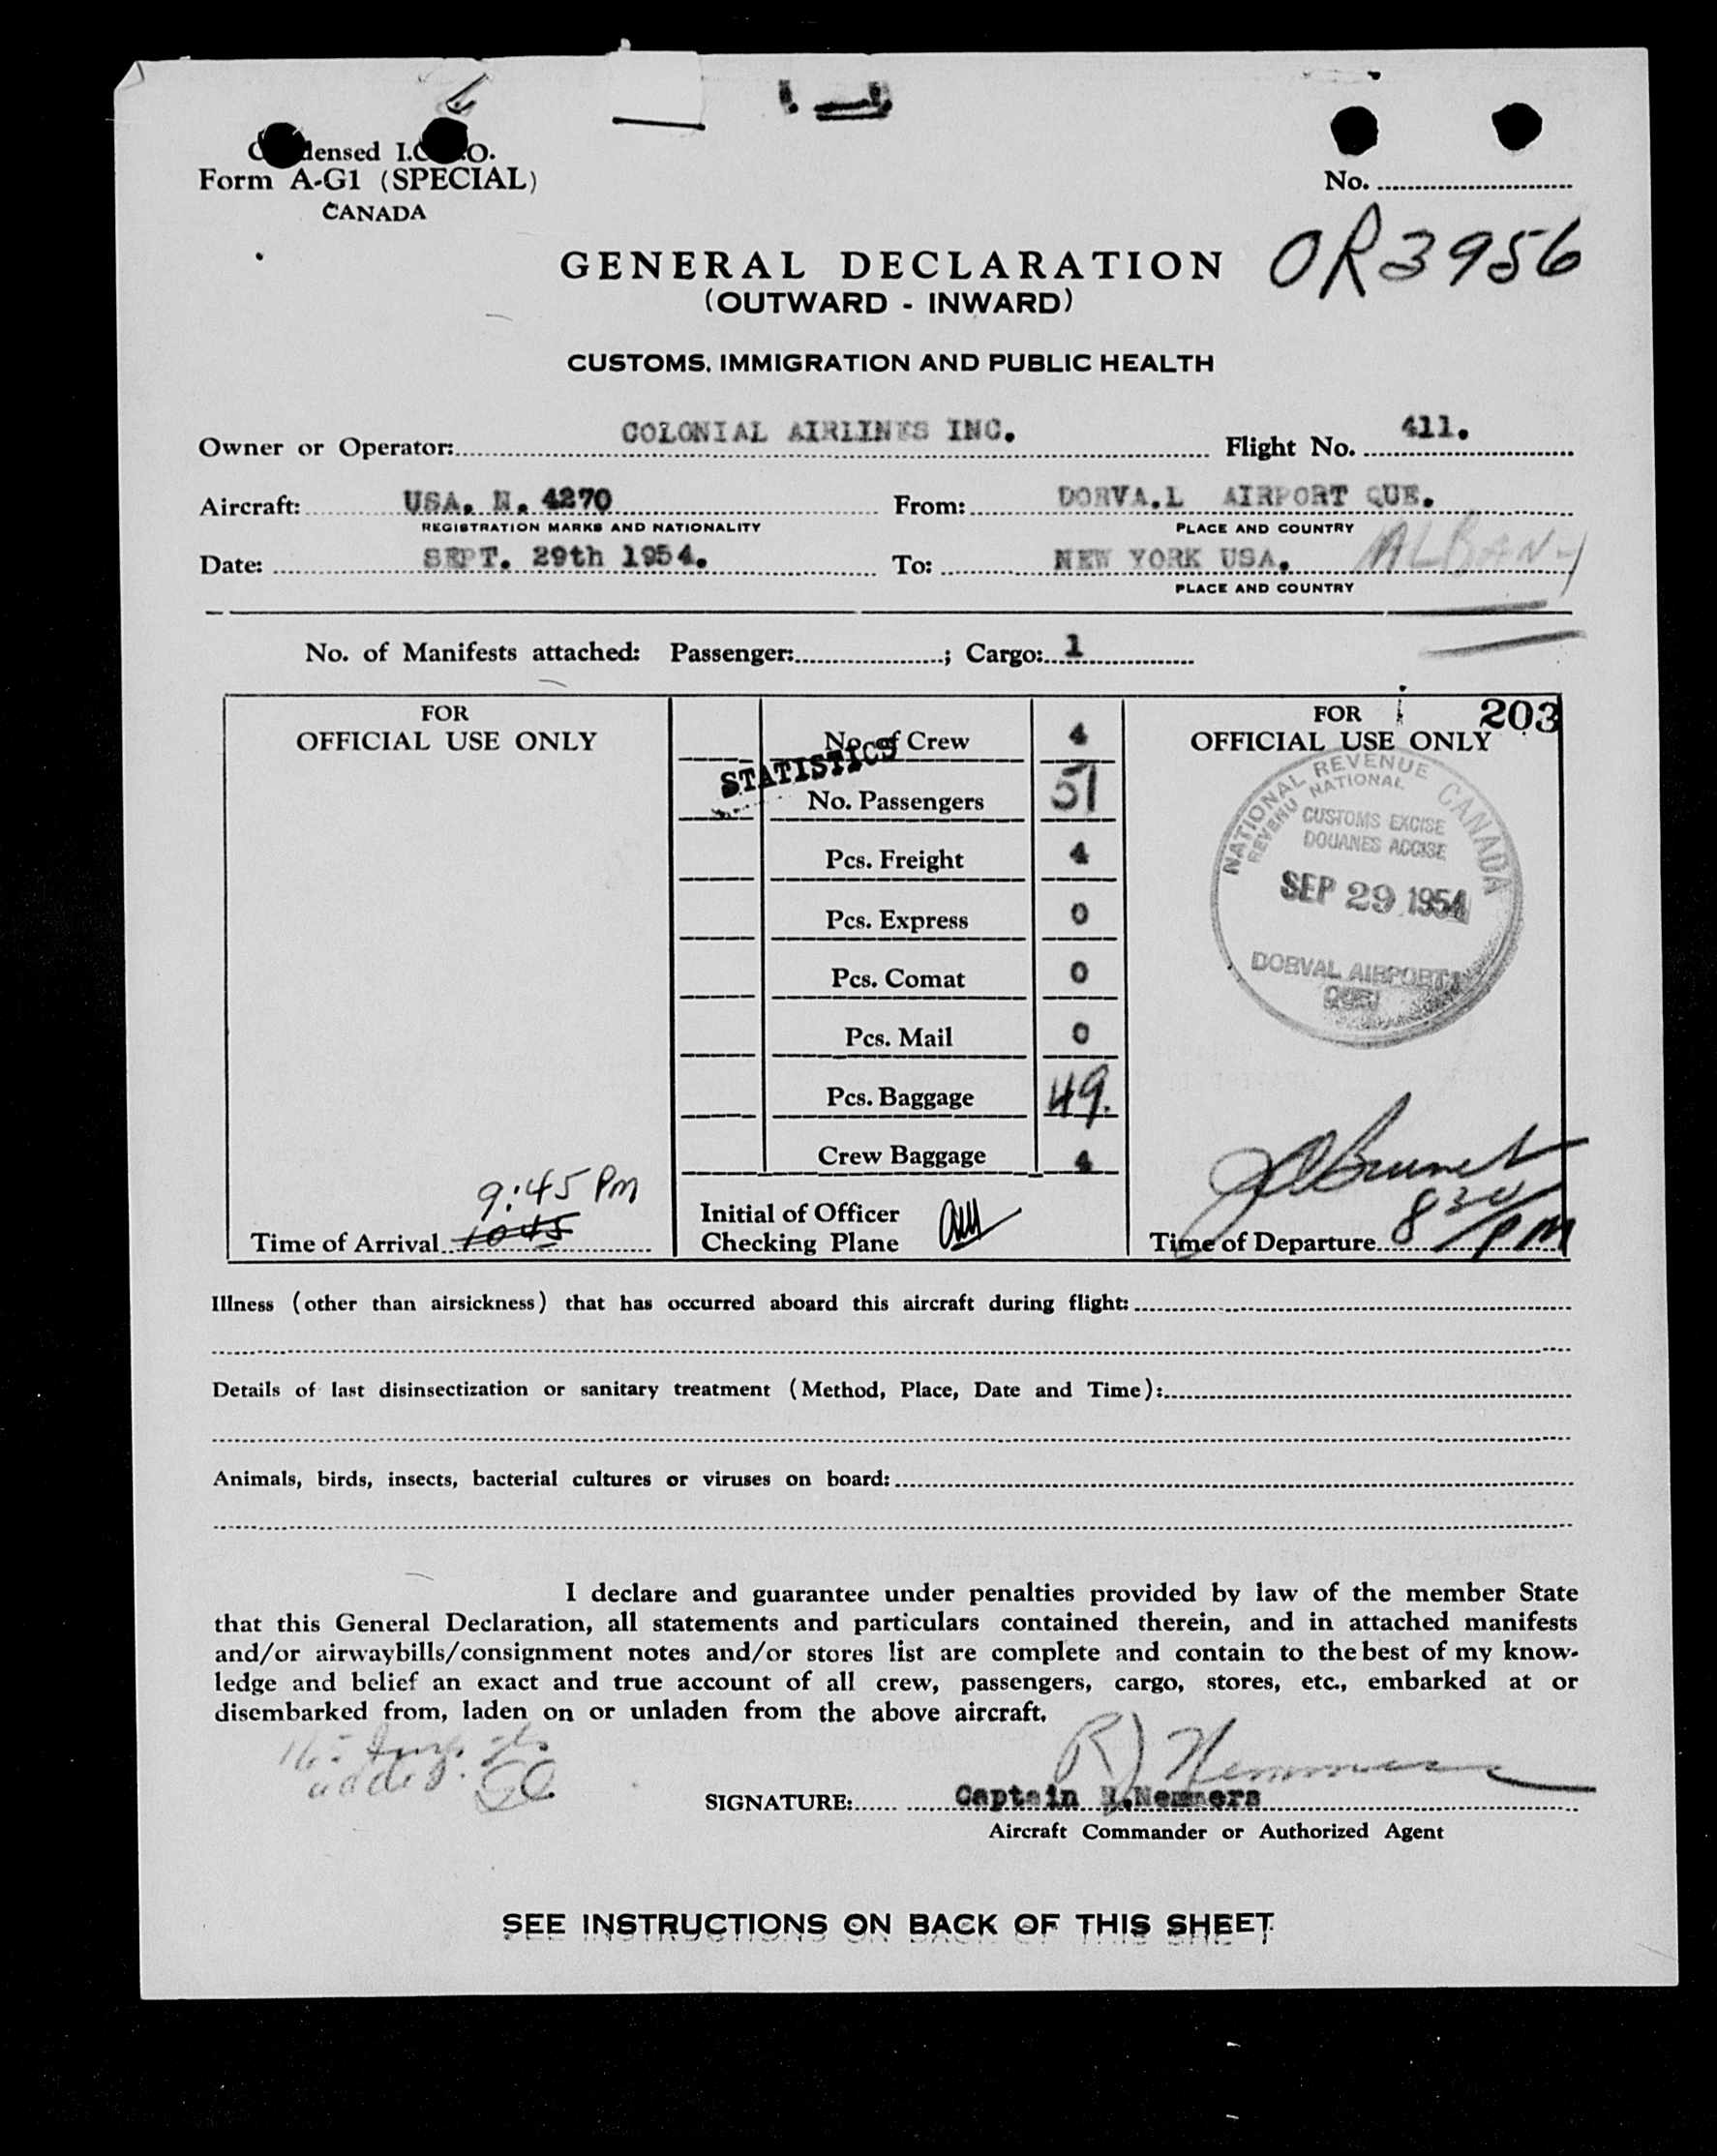 Form A-G1 (SPECIAL)
CANADA
No.
OR3956
GENERAL DECLARATION
(OUTWARD - INWARD)
CUSTOMS, IMMIGRATION AND PUBLIC HEALTH
Owner or Operator: COLONIAL AIRLINES INC. Flight No. 411.
Aircraft: USA. N. 4270 From: DORVA.L AIRPORT QUE.
REGISTRATION MARKS AND NATIONALITY PLACE AND COUNTRY
Date: SEPT. 29th 1954. To: NEW YORK USA. ALBANY
PLACE AND COUNTRY
No. of Manifests attached: Passenger: ; Cargo: 1
FOR
OFFICIAL USE ONLY
No. of Crew 4
STATISTICS
No. Passengers 51
Pcs. Freight 4
Pcs. Express 0
Pcs. Comat 0
Pcs. Mail 0
Pcs. Baggage 49.
Crew Baggage 4
Initial of Officer
Checking Plane
9:45 PM
Time of Arrival 1045
FOR 203
OFFICIAL USE ONLY
NATIONAL REVENUE CANADA
REVENU NATIONAL
CUSTOMS EXCISE
DOUANES ACCISE
SEP 29 1954
DORVAL AIRPORT
QUE
Brunet
Time of Departure 830 PM
Illness (other than airsickness) that has occurred aboard this aircraft during flight:
Details of last disinsectization or sanitary treatment (Method, Place, Date and Time):
Animals, birds, insects, bacterial cultures or viruses on board:
I declare and guarantee under penalties provided by law of the member State
that this General Declaration, all statements and particulars contained therein, and in attached manifests
and/or airwaybills/consignment notes and/or stores list are complete and contain to the best of my know-
ledge and belief an exact and true account of all crew, passengers, cargo, stores, etc., embarked at or
disembarked from, laden on or unladen from the above aircraft.
SIGNATURE: Captain Nemmers
Aircraft Commander or Authorized Agent
SEE INSTRUCTIONS ON BACK OF THIS SHEET